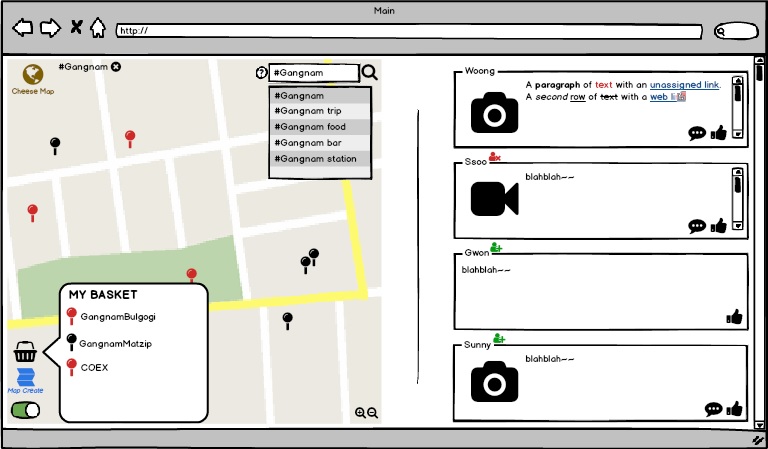 Main
http://
Cheese Map
#Gangnam
#Gangnam
#Gangnam
#Gangnam trip
#Gangnam food
#Gangnam bar
#Gangnam station
MY BASKET
GangnamBulgogi
GangnamMatzip
COEX
Map Create
Woong
A paragraph of text with an unassigned link.
A second row of text with a web
Ssoo
blahblah~~
Gwon
blahblah~~
Sunny
blahblah~~